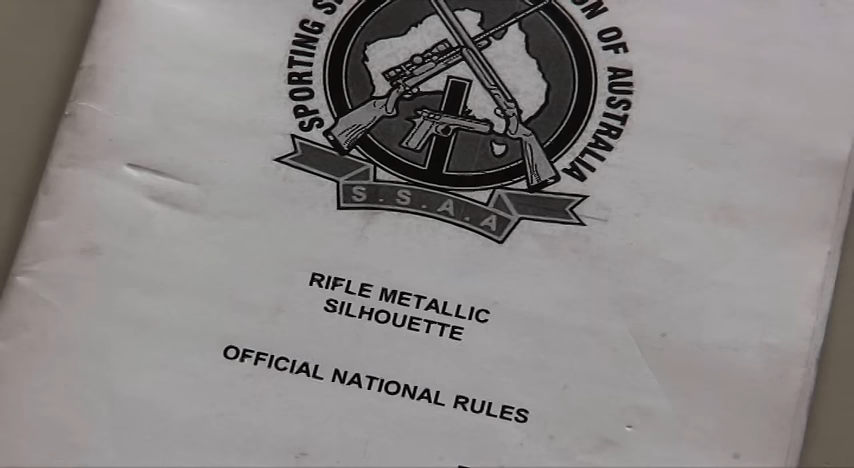 SPORTING S
ON OF AUSTRALIA
S.S.A.A
RIFLE METALLIC
SILHOUETTE
OFFICIAL NATIONAL RULES